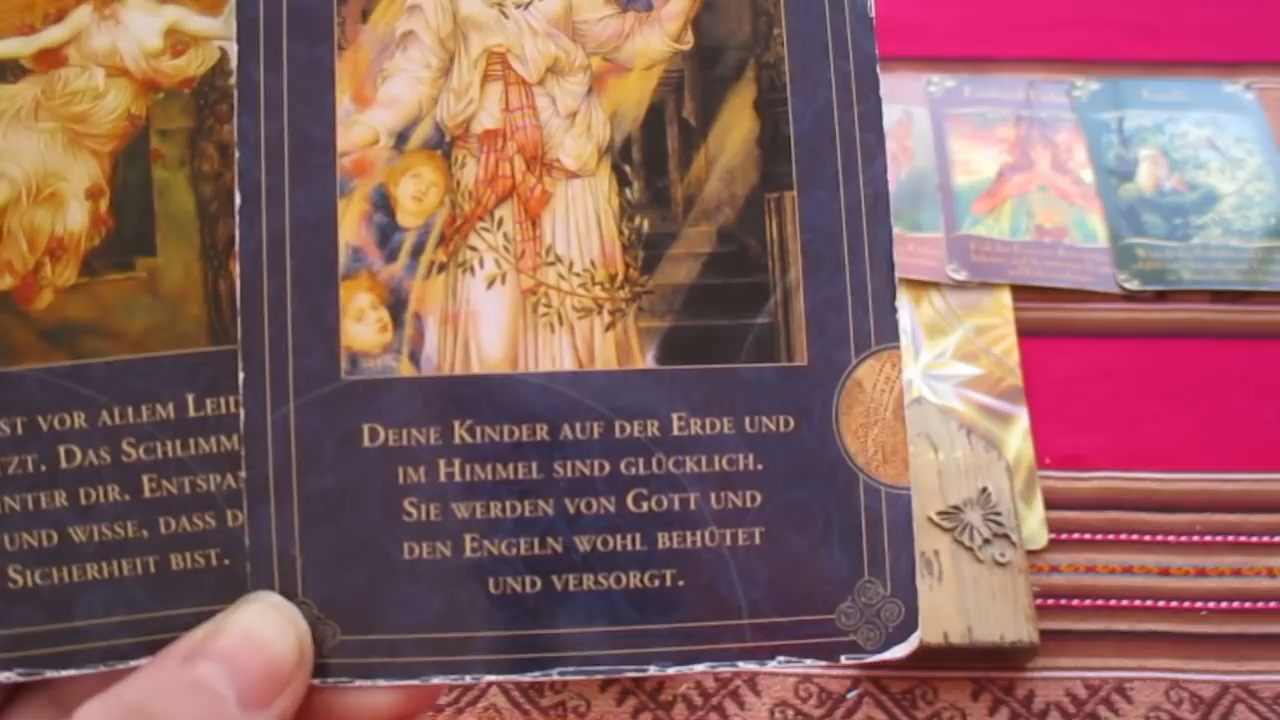 ST VOR ALLEM LEID
TZT. DAS SCHLIMM
NTER DIR. ENTSPA
UND WISSE, DASS D
SICHERHEIT BIST.
DEINE KINDER AUF DER ERDE UND
IM HIMMEL SIND GLÜCKLICH.
SIE WERDEN VON GOTT UND
DEN ENGELN WOHL BEHÜTET
UND VERSORGT.